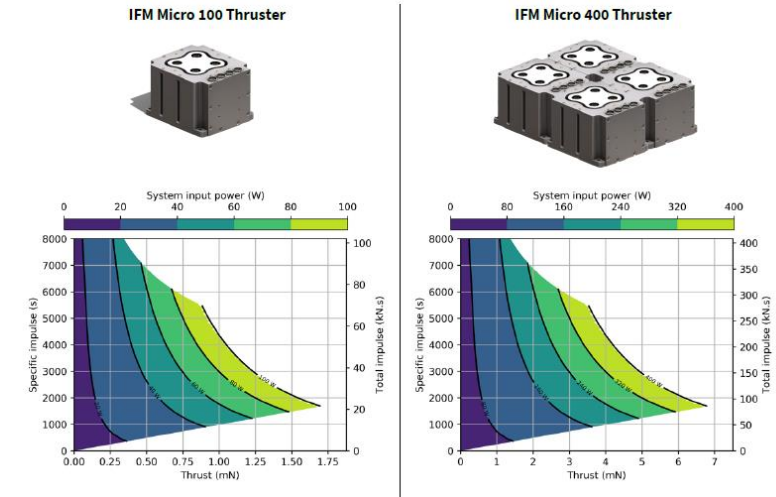 IFM Micro 100 Thruster
System input power (W)
0 20 40 60 80 100
8000
7000
6000
5000
4000
3000
2000
1000
0
Specific impulse (s)
100
80
60
40
20
0
Total impulse (kN.s)
40 W
60 W
80 W
100 W
0.00 0.25 0.50 0.75 1.00 1.25 1.50 1.75
Thrust (mN)
IFM Micro 400 Thruster
System input power (W)
0 80 160 240 320 400
8000
7000
6000
5000
4000
3000
2000
1000
0
Specific impulse (s)
400
350
300
250
200
150
100
50
0
Total impulse (kN.s)
160 W
240 W
320 W
400 W
0 1 2 3 4 5 6 7
Thrust (mN)